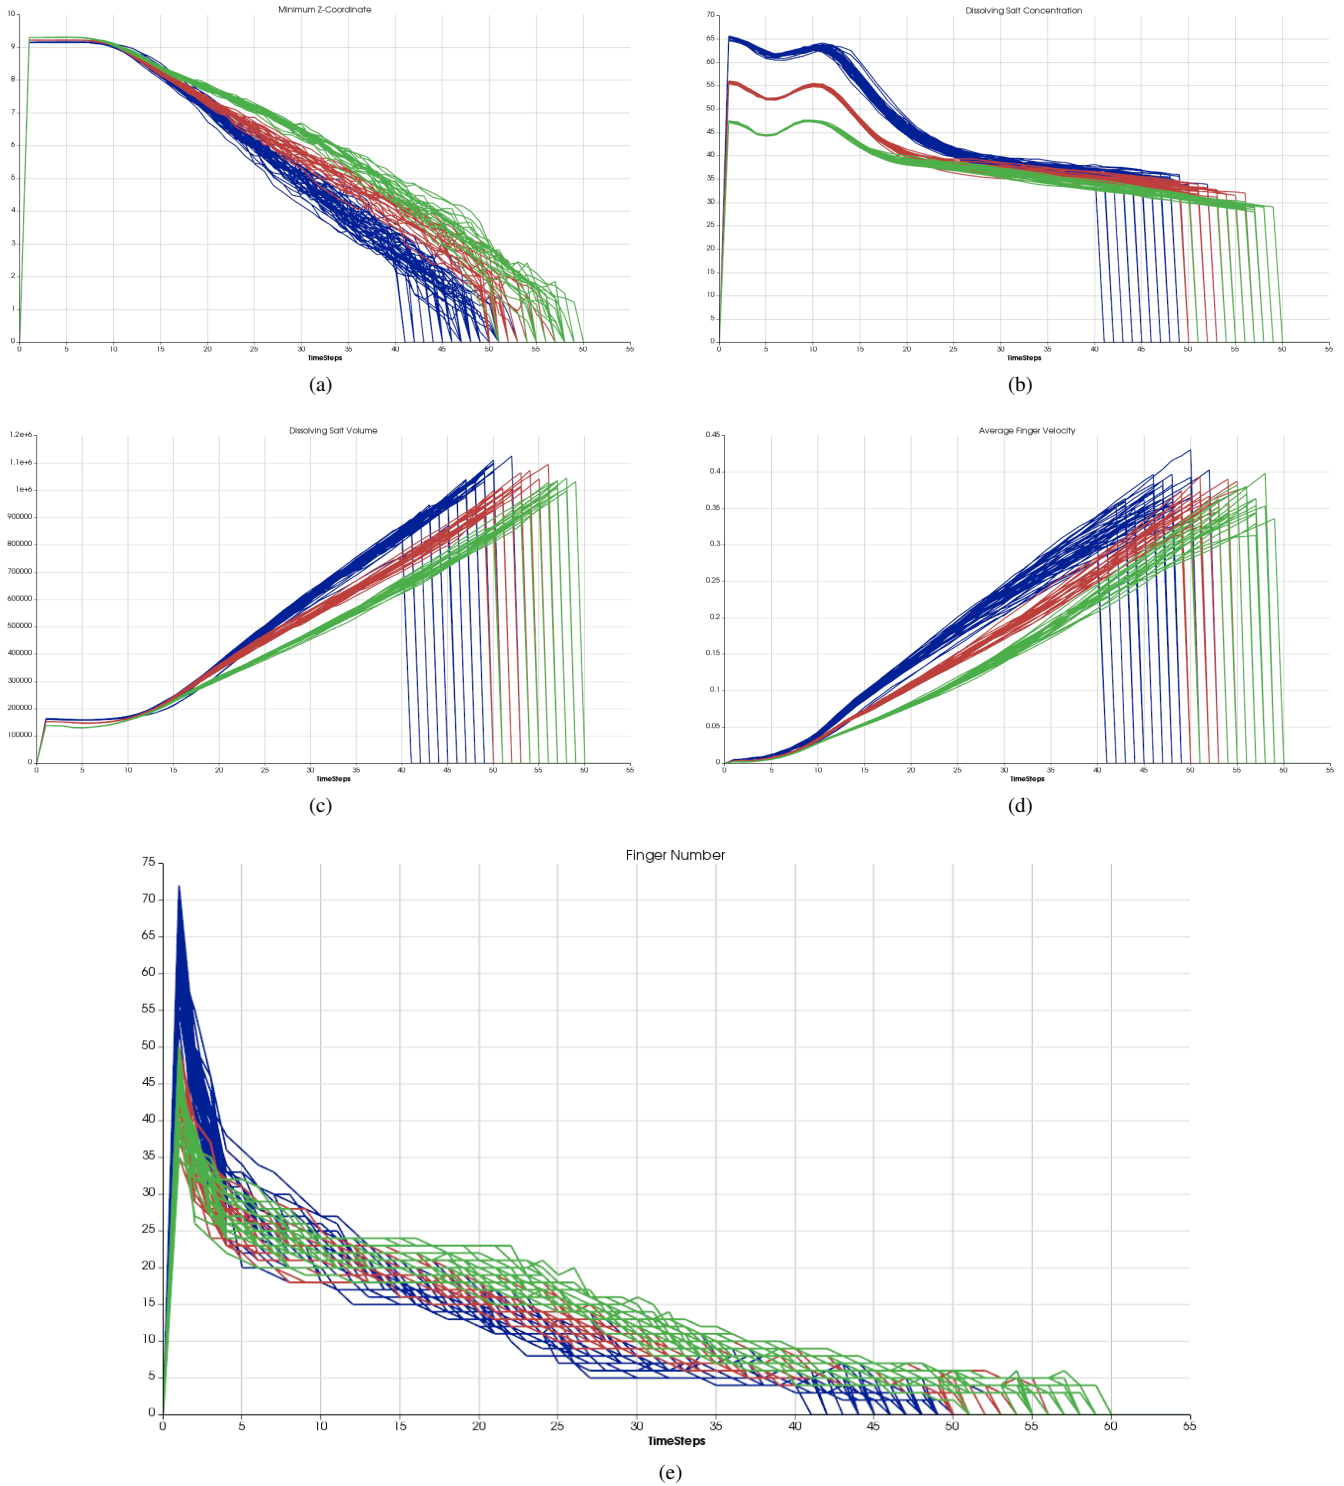 Minimum Z-Coordinate
10
9
8
7
6
5
4
3
2
1
0
0 5 10 15 20 25 30 35 40 45 50 55 60 65
TimeSteps
(a)
Dissolving Salt Concentration
70
65
60
55
50
45
40
35
30
25
20
15
10
5
0
0 5 10 15 20 25 30 35 40 45 50 55 60 65
TimeSteps
(b)
Dissolving Salt Volume
1.2e+6
1.1e+6
1e+6
900000
800000
700000
600000
500000
400000
300000
200000
100000
0
0 5 10 15 20 25 30 35 40 45 50 55 60 65
TimeSteps
(c)
Average Finger Velocity
0.45
0.4
0.35
0.3
0.25
0.2
0.15
0.1
0.05
0
0 5 10 15 20 25 30 35 40 45 50 55 60 65
TimeSteps
(d)
Finger Number
75
70
65
60
55
50
45
40
35
30
25
20
15
10
5
0
0 5 10 15 20 25 30 35 40 45 50 55 60 65
TimeSteps
(e)